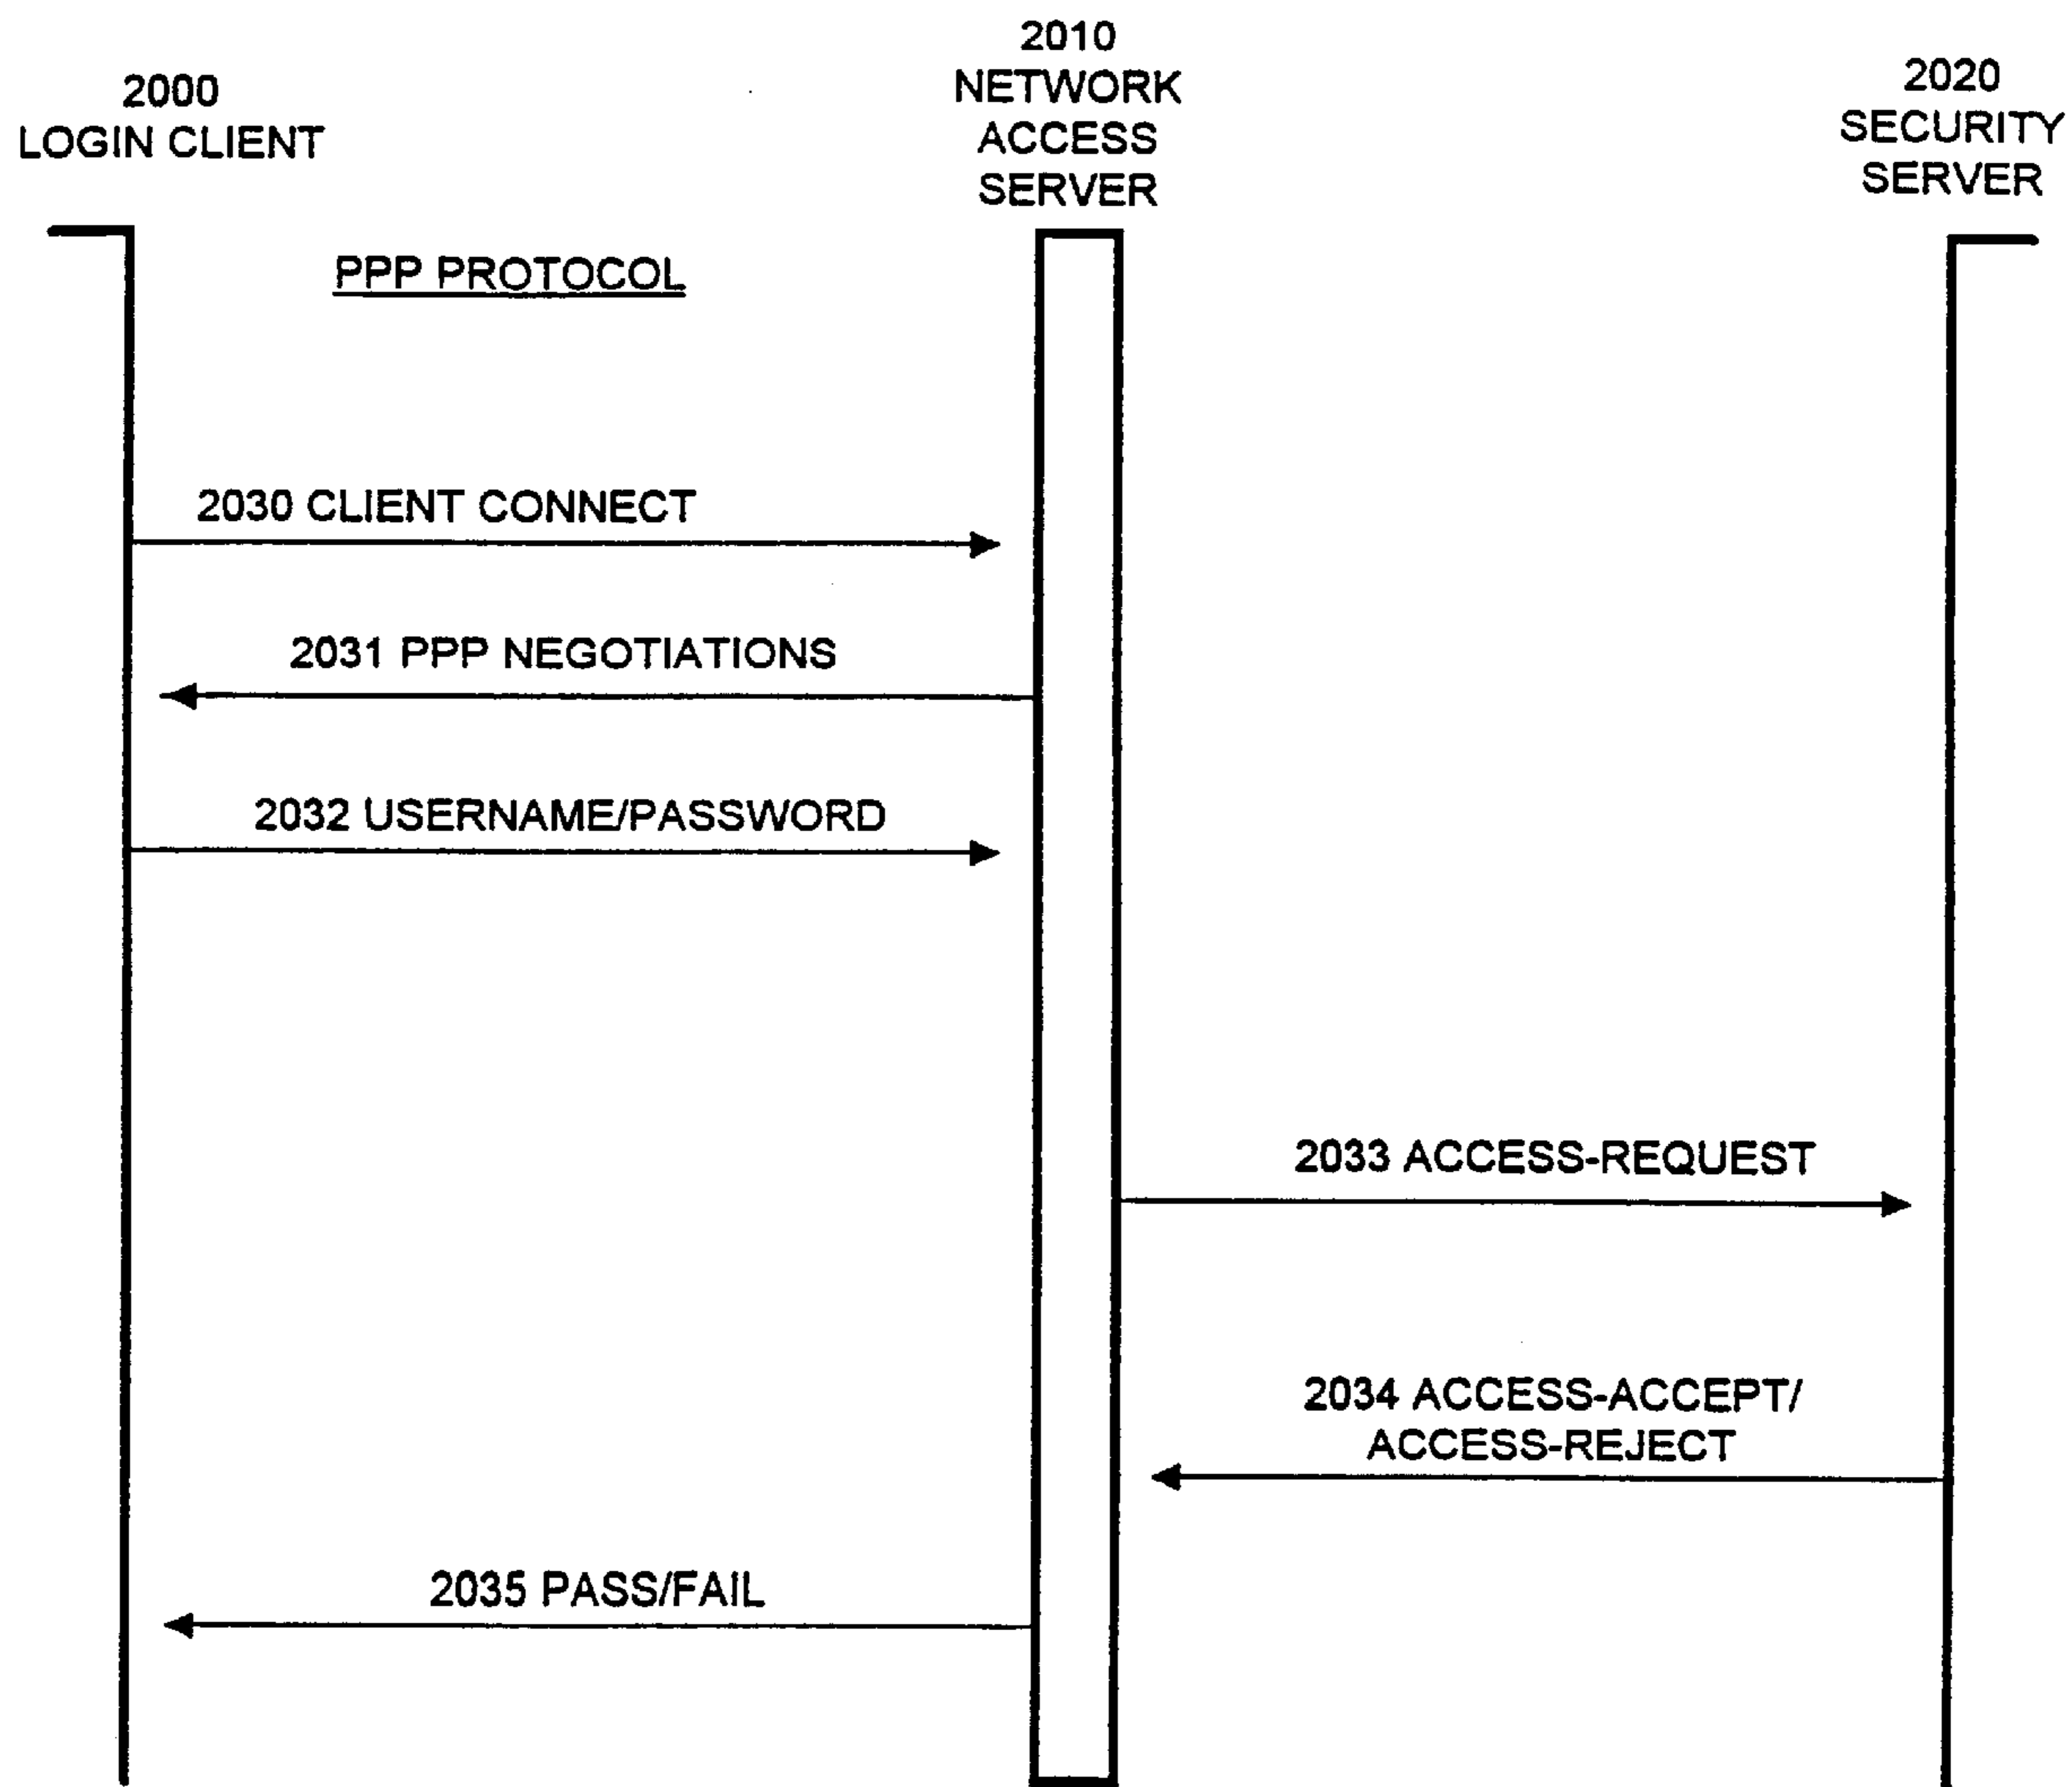 2000
LOGIN CLIENT
2010
NETWORK
ACCESS
SERVER
2020
SECURITY
SERVER
PPP PROTOCOL
2030 CLIENT CONNECT
2031 PPP NEGOTIATIONS
2032 USERNAME/PASSWORD
2033 ACCESS-REQUEST
2034 ACCESS-ACCEPT/
ACCESS-REJECT
2035 PASS/FAIL